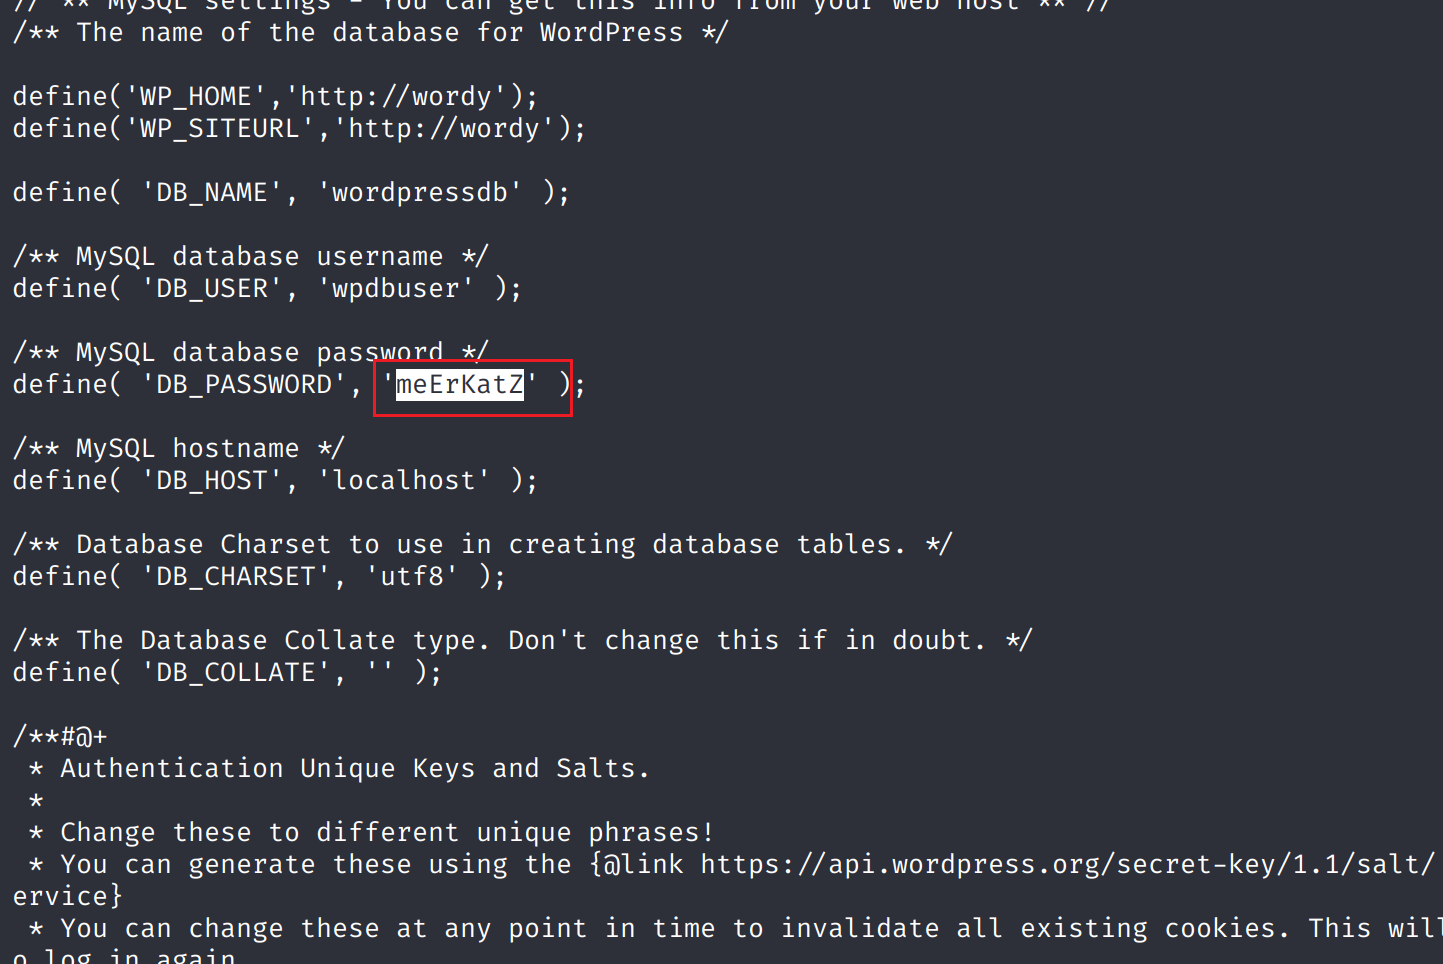 // ** MySQL settings - You can get this info from your web host ** //
/** The name of the database for WordPress */
define('WP_HOME','http://wordy');
define('WP_SITEURL','http://wordy');
define( 'DB_NAME', 'wordpressdb' );
/** MySQL database username */
define( 'DB_USER', 'wpdbuser' );
/** MySQL database password */
define( 'DB_PASSWORD', 'meErKatZ' );
/** MySQL hostname */
define( 'DB_HOST', 'localhost' );
/** Database Charset to use in creating database tables. */
define( 'DB_CHARSET', 'utf8' );
/** The Database Collate type. Don't change this if in doubt. */
define( 'DB_COLLATE', '' );
/**#@+
* Authentication Unique Keys and Salts.
*
* Change these to different unique phrases!
* You can generate these using the {@link https://api.wordpress.org/secret-key/1.1/salt/
ervice}
* You can change these at any point in time to invalidate all existing cookies. This will
o log in again